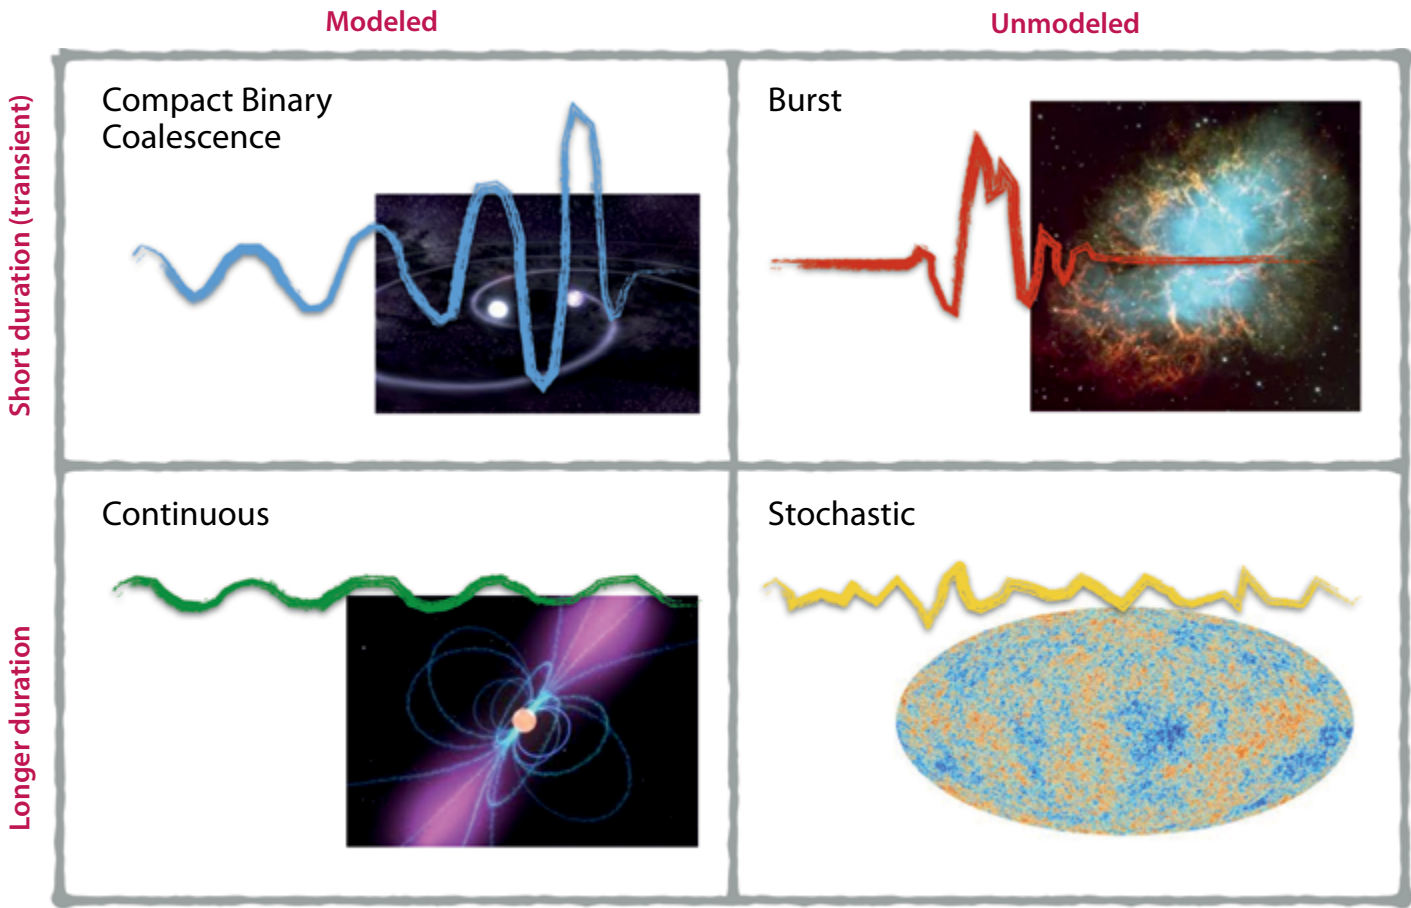 Modeled
Unmodeled
Short duration (transient)
Compact Binary
Coalescence
Burst
Longer duration
Continuous
Stochastic